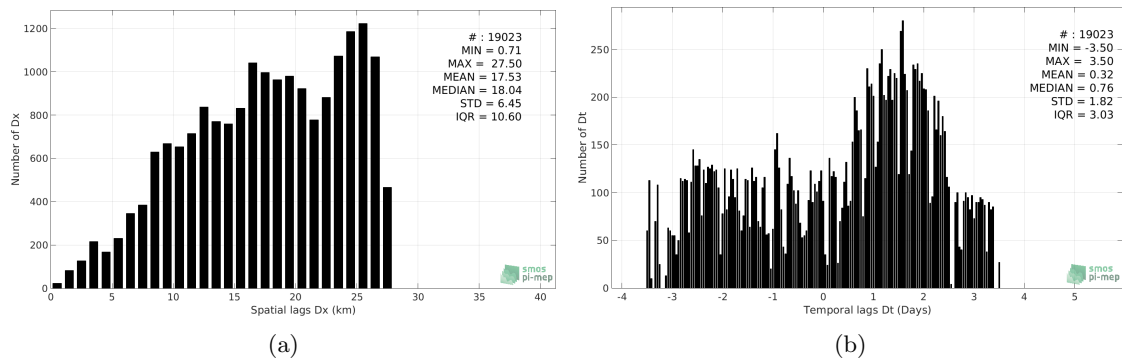 1200
1000
800
600
400
200
0
Number of Dx
# : 19023
MIN = 0.71
MAX = 27.50
MEAN = 17.53
MEDIAN = 18.04
STD = 6.45
IQR = 10.60
smos
pi-mep
0 5 10 15 20 25 30 35 40
Spatial lags Dx (km)
(a)
250
200
150
100
50
0
Number of Dt
# : 19023
MIN = -3.50
MAX = 3.50
MEAN = 0.32
MEDIAN = 0.76
STD = 1.82
IQR = 3.03
smos
pi-mep
-4 -3 -2 -1 0 1 2 3 4 5
Temporal lags Dt (Days)
(b)